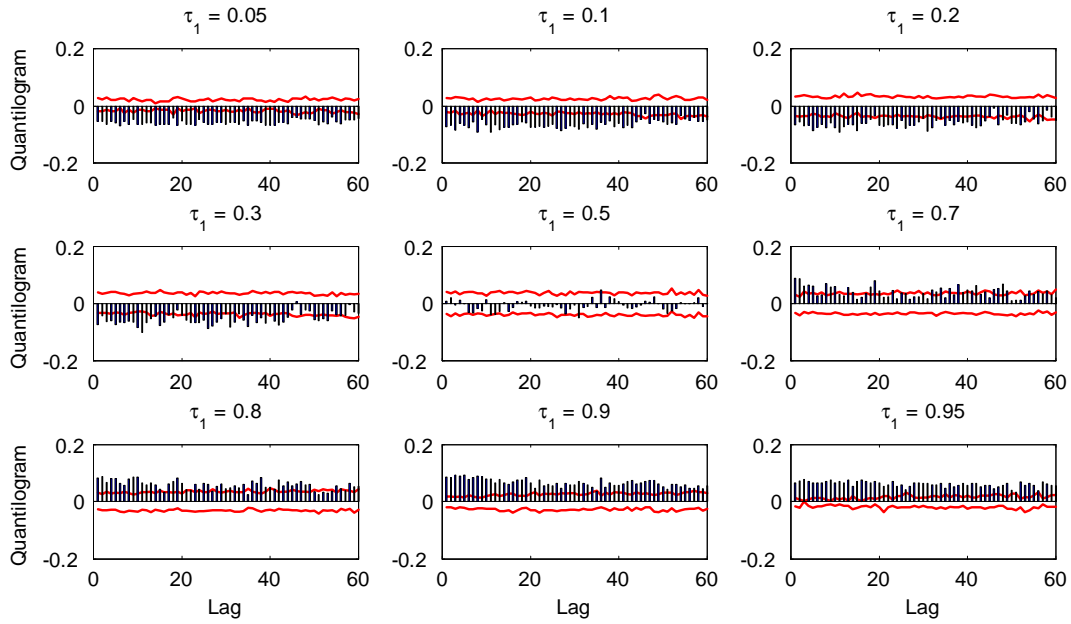 τ1 = 0.05 τ1 = 0.1 τ1 = 0.2
0.2 0.2 0.2
Quantilogram
0 0 0
-0.2 -0.2 -0.2
0 20 40 60 0 20 40 60 0 20 40 60
τ1 = 0.3 τ1 = 0.5 τ1 = 0.7
0.2 0.2 0.2
Quantilogram
0 0 0
-0.2 -0.2 -0.2
0 20 40 60 0 20 40 60 0 20 40 60
τ1 = 0.8 τ1 = 0.9 τ1 = 0.95
0.2 0.2 0.2
Quantilogram
0 0 0
-0.2 -0.2 -0.2
0 20 40 60 0 20 40 60 0 20 40 60
Lag Lag Lag